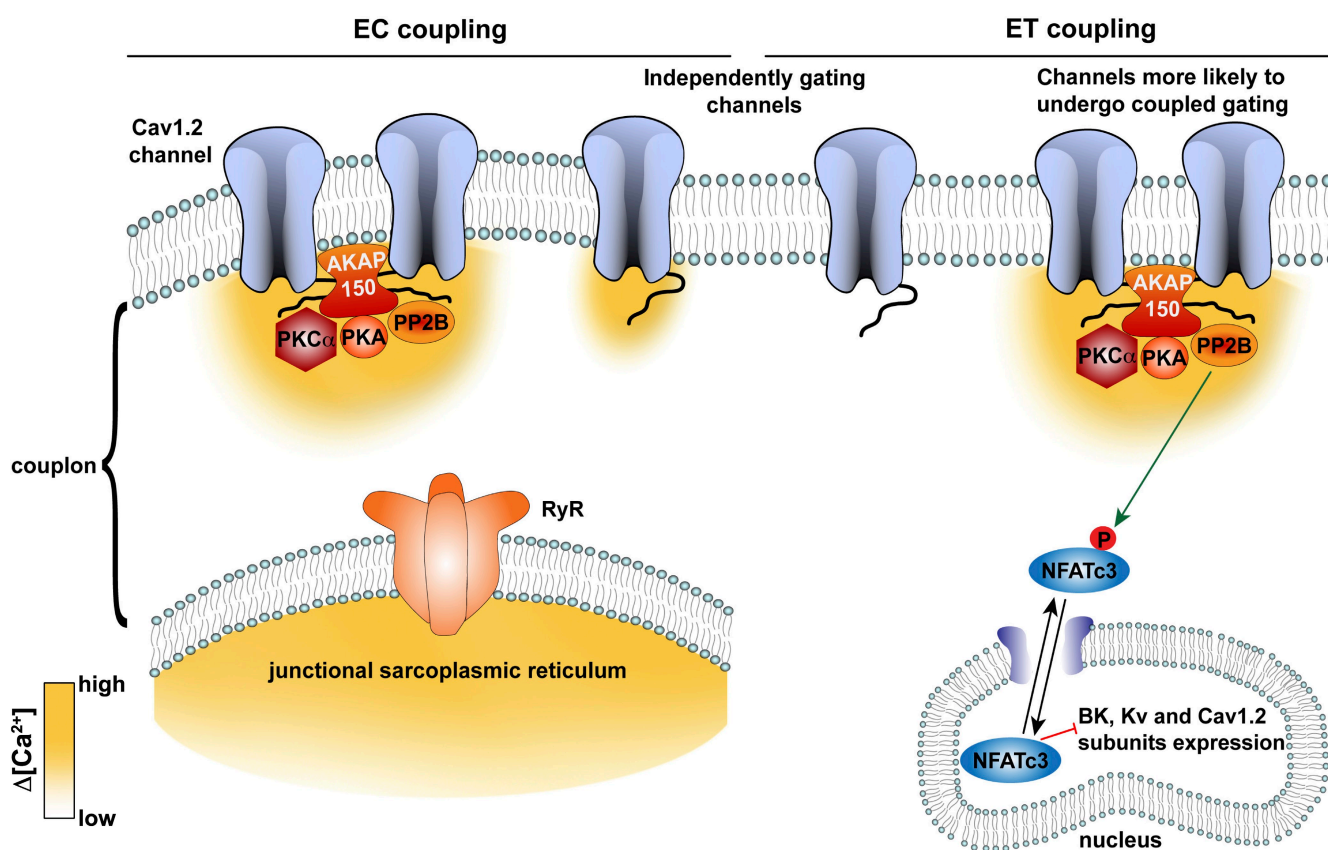 EC coupling
ET coupling
Independently gating
channels
Channels more likely to
undergo coupled gating
Cav1.2
channel
AKAP
150
PKCα
PKA
PP2B
AKAP
150
PKCα
PKA
PP2B
couplon
RyR
P
NFATc3
junctional sarcoplasmic reticulum
high
Δ[Ca²⁺]
low
BK, Kv and Cav1.2
subunits expression
NFATc3
nucleus